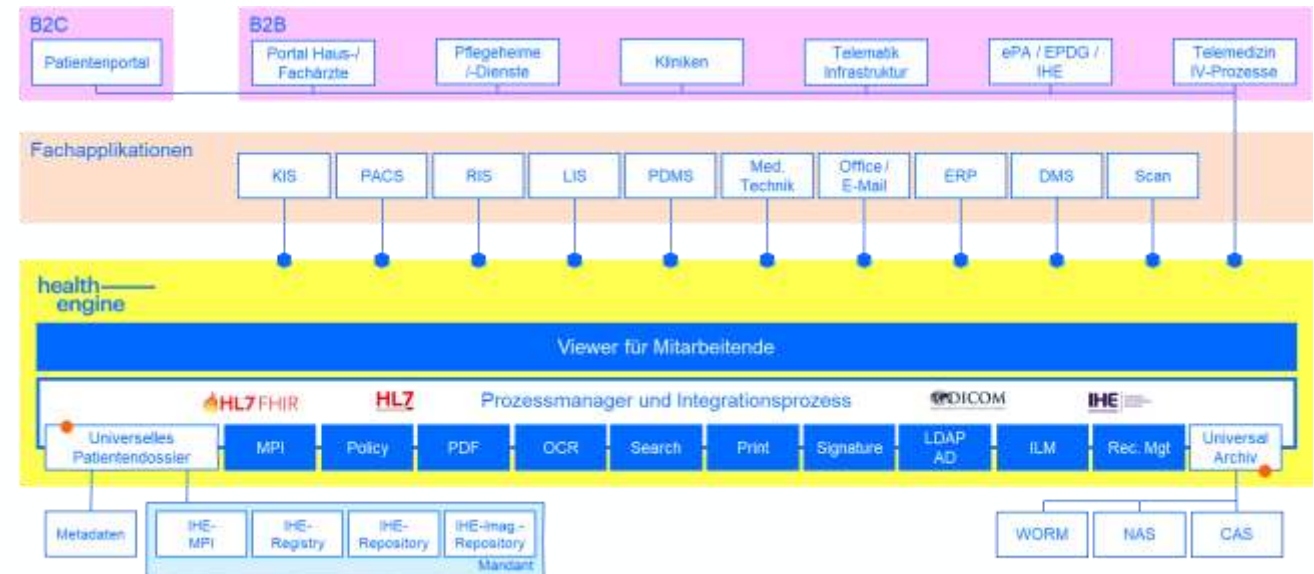 B2C
B2B
Patientenportal
Portal Haus-/
Fachärzte
Pflegeheime
/-Dienste
Kliniken
Telematik
Infrastruktur
ePA / EPDG /
IHE
Telemedizin
IV-Prozesse
Fachapplikationen
KIS
PACS
RIS
LIS
PDMS
Med.
Technik
Office /
E-Mail
ERP
DMS
Scan
health
engine
Viewer für Mitarbeitende
HL7 FHIR
HL7
Prozessmanager und Integrationsprozess
DICOM
IHE
Universelles
Patientendossier
MPI
Policy
PDF
OCR
Search
Print
Signature
LDAP
AD
ILM
Rec. Mgt
Universal
Archiv
Metadaten
IHE-
MPI
IHE-
Registry
IHE-
Repository
IHE-Imag.-
Repository
Mandant
WORM
NAS
CAS